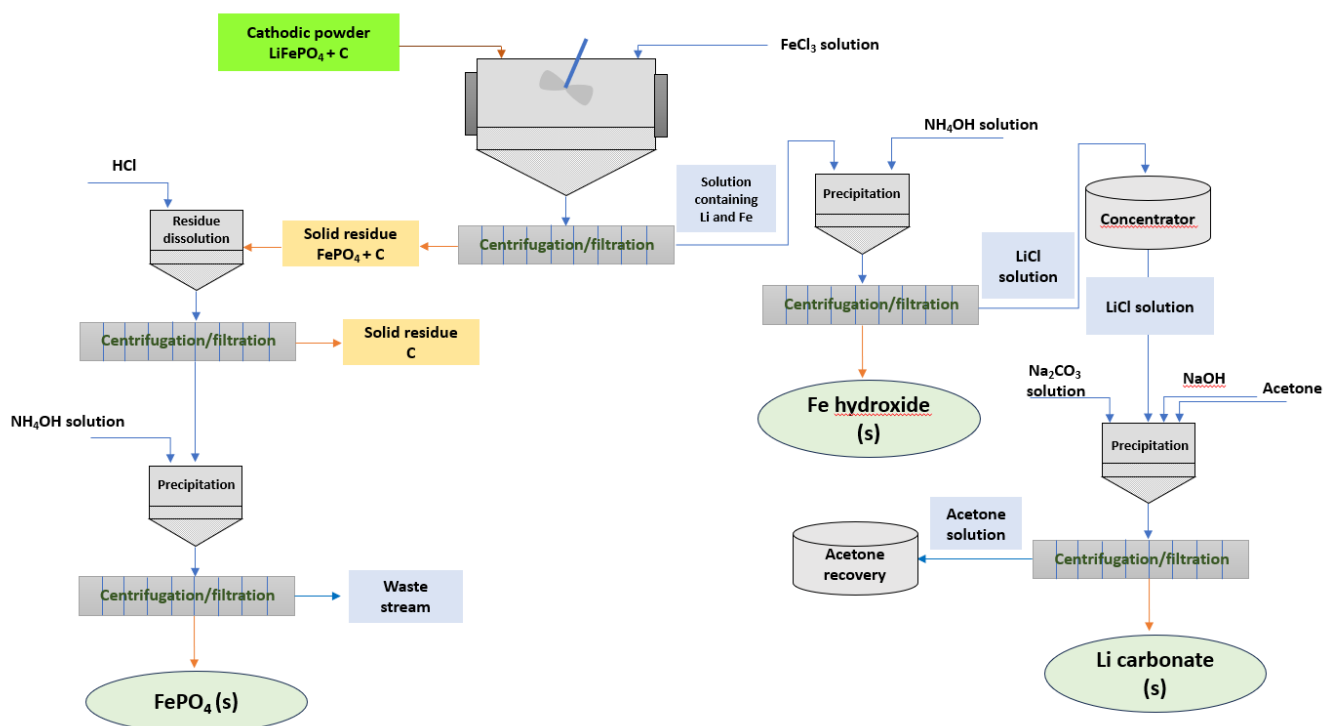 Cathodic powder
LiFePO₄ + C
FeCl₃ solution
NH₄OH solution
HCl
Solution
containing
Li and Fe
Precipitation
Concentrator
Residue
dissolution
Solid residue
FePO₄ + C
Centrifugation/filtration
LiCl
solution
Centrifugation/filtration
LiCl solution
Centrifugation/filtration
Solid residue
C
Na₂CO₃
solution
NaOH
Acetone
Fe hydroxide
(s)
NH₄OH solution
Precipitation
Precipitation
Acetone
solution
Acetone
recovery
Centrifugation/filtration
Centrifugation/filtration
Waste
stream
Li carbonate
(s)
FePO₄ (s)